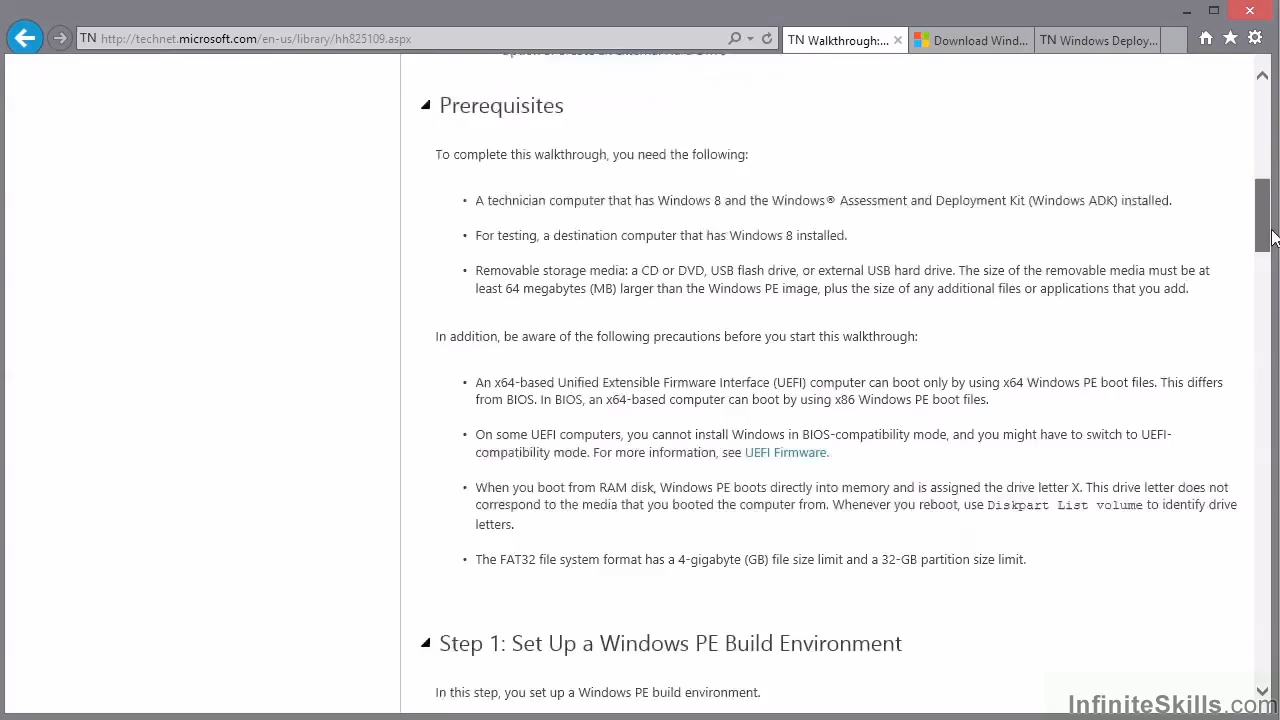 TN http://technet.microsoft.com/en-us/library/hh825109.aspx
TN Walkthrough:...
Download Wind...
TN Windows Deploy...
Prerequisites
To complete this walkthrough, you need the following:
• A technician computer that has Windows 8 and the Windows® Assessment and Deployment Kit (Windows ADK) installed.
• For testing, a destination computer that has Windows 8 installed.
• Removable storage media: a CD or DVD, USB flash drive, or external USB hard drive. The size of the removable media must be at
least 64 megabytes (MB) larger than the Windows PE image, plus the size of any additional files or applications that you add.
In addition, be aware of the following precautions before you start this walkthrough:
• An x64-based Unified Extensible Firmware Interface (UEFI) computer can boot only by using x64 Windows PE boot files. This differs
from BIOS. In BIOS, an x64-based computer can boot by using x86 Windows PE boot files.
• On some UEFI computers, you cannot install Windows in BIOS-compatibility mode, and you might have to switch to UEFI-
compatibility mode. For more information, see UEFI Firmware.
• When you boot from RAM disk, Windows PE boots directly into memory and is assigned the drive letter X. This drive letter does not
correspond to the media that you booted the computer from. Whenever you reboot, use Diskpart List volume to identify drive
letters.
• The FAT32 file system format has a 4-gigabyte (GB) file size limit and a 32-GB partition size limit.
Step 1: Set Up a Windows PE Build Environment
In this step, you set up a Windows PE build environment.
InfiniteSkills.com